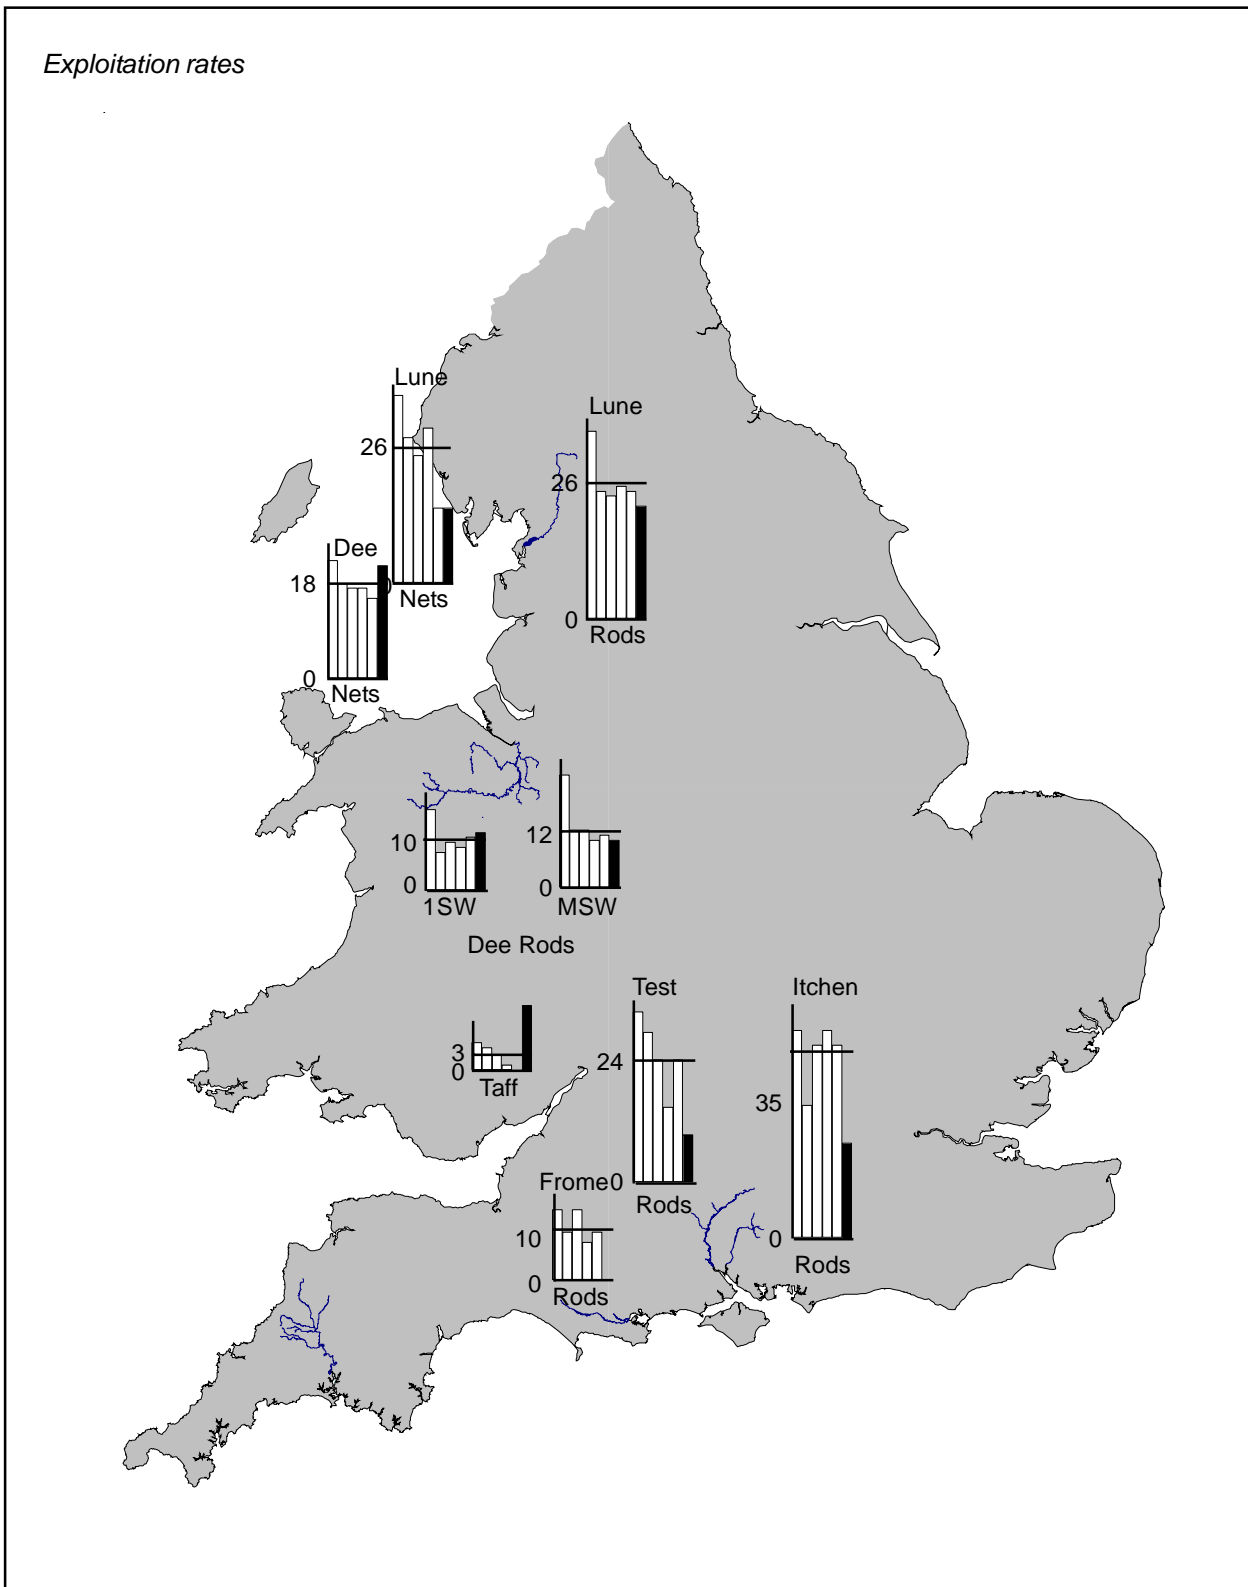 Exploitation rates
Lune
26
0
Nets
Lune
26
0
Rods
Dee
18
0
Nets
10
0
1SW
12
0
MSW
Dee Rods
3
0
Taff
Test
24
0
Rods
Itchen
35
0
Rods
Frome
10
0
Rods